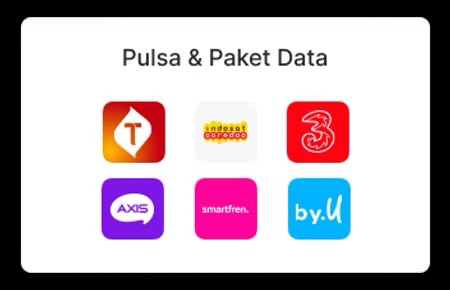 Pulsa & Paket Data
T
indosat
ooredoo
3
AXIS
smartfren.
by.U